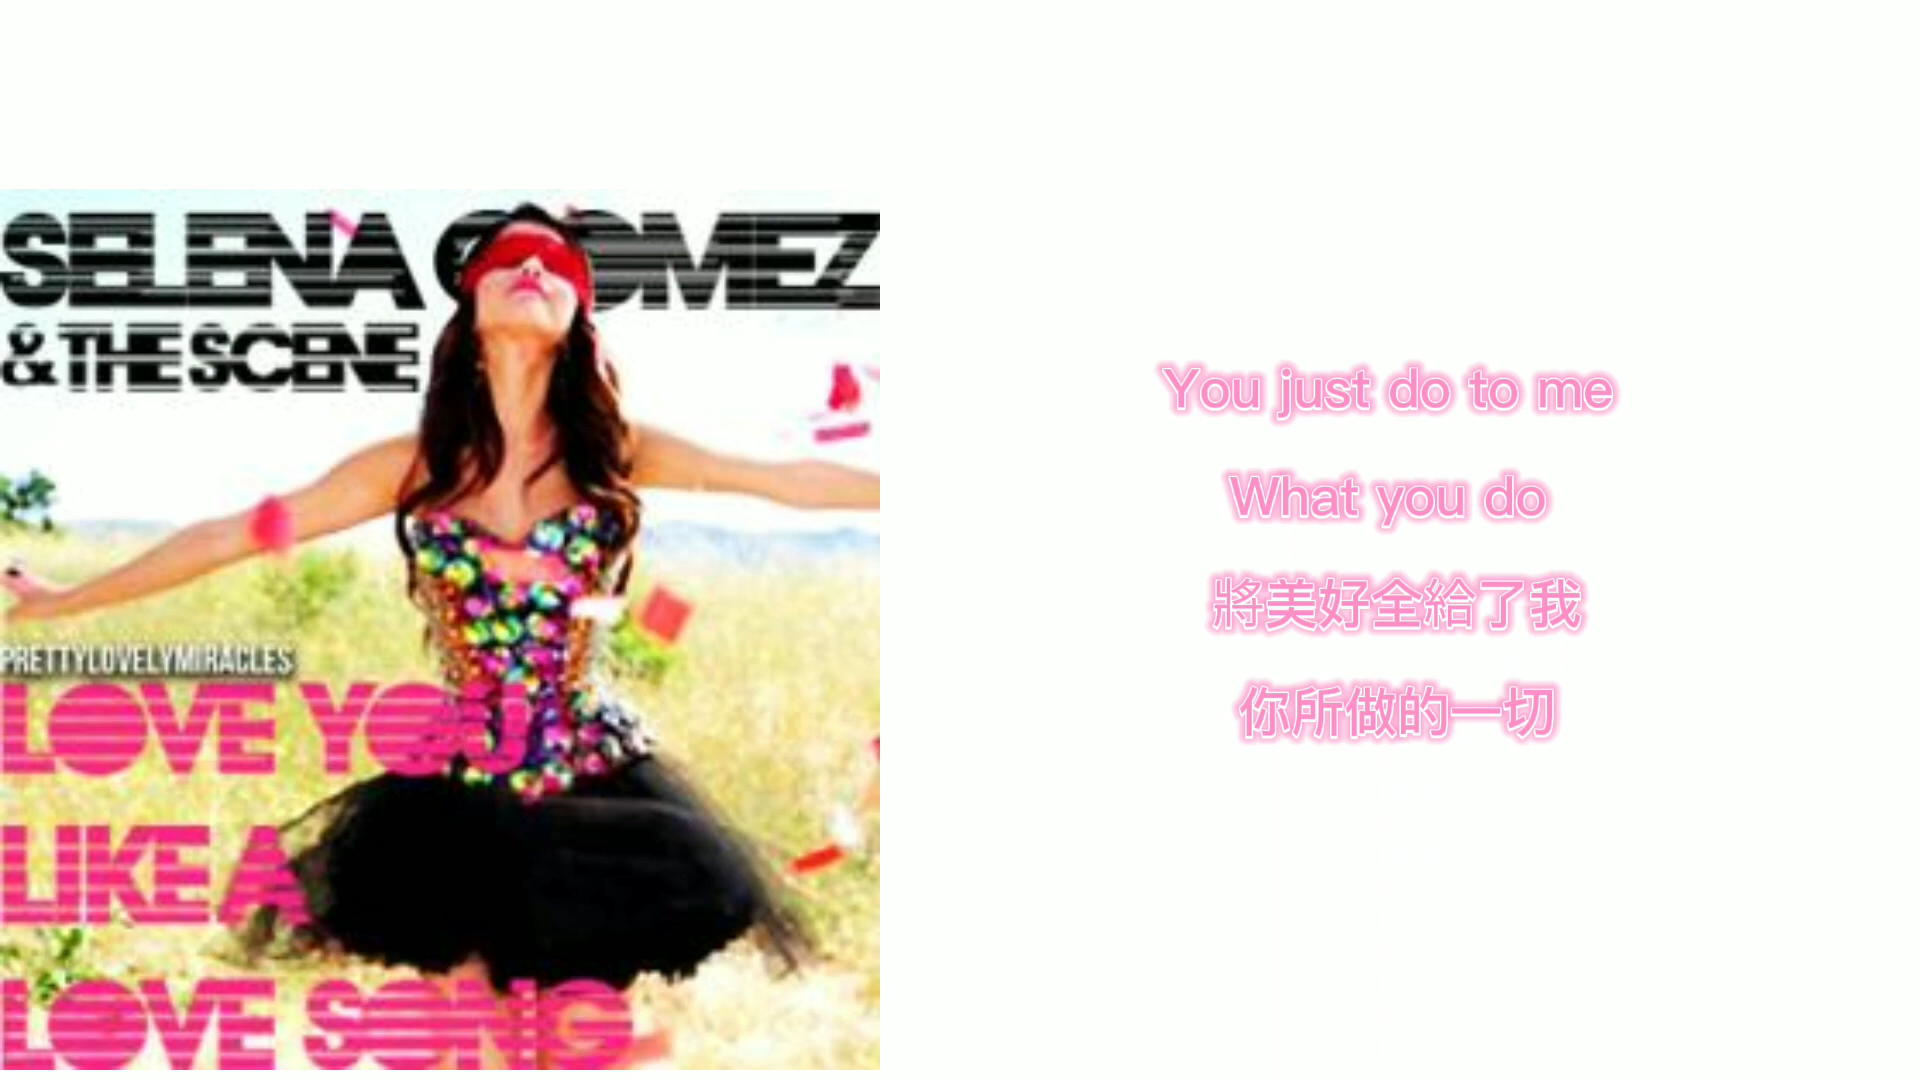 SELENA GOMEZ
& THE SCENE
PRETTYLOVELYMIRACLES
LOVE YOU
LIKE A
LOVE SONG
You just do to me
What you do
將美好全給了我
你所做的一切